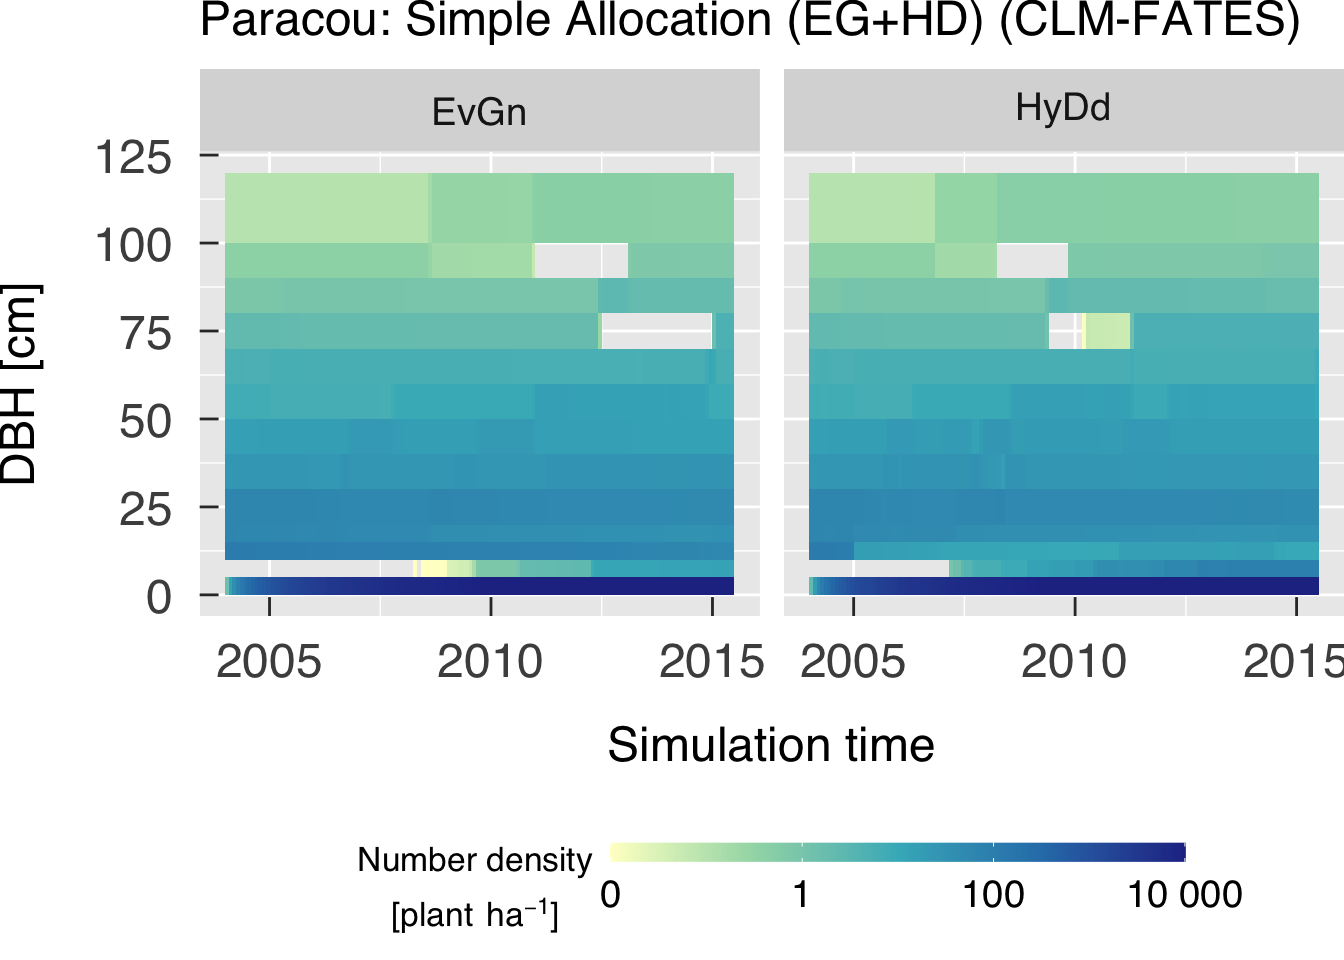 Paracou: Simple Allocation (EG+HD) (CLM-FATES)
EvGn HyDd
125
100
75
50
25
0
DBH [cm]
2005 2010 2015 2005 2010 2015
Simulation time
Number density
[plant ha⁻¹]
0 1 100 10 000